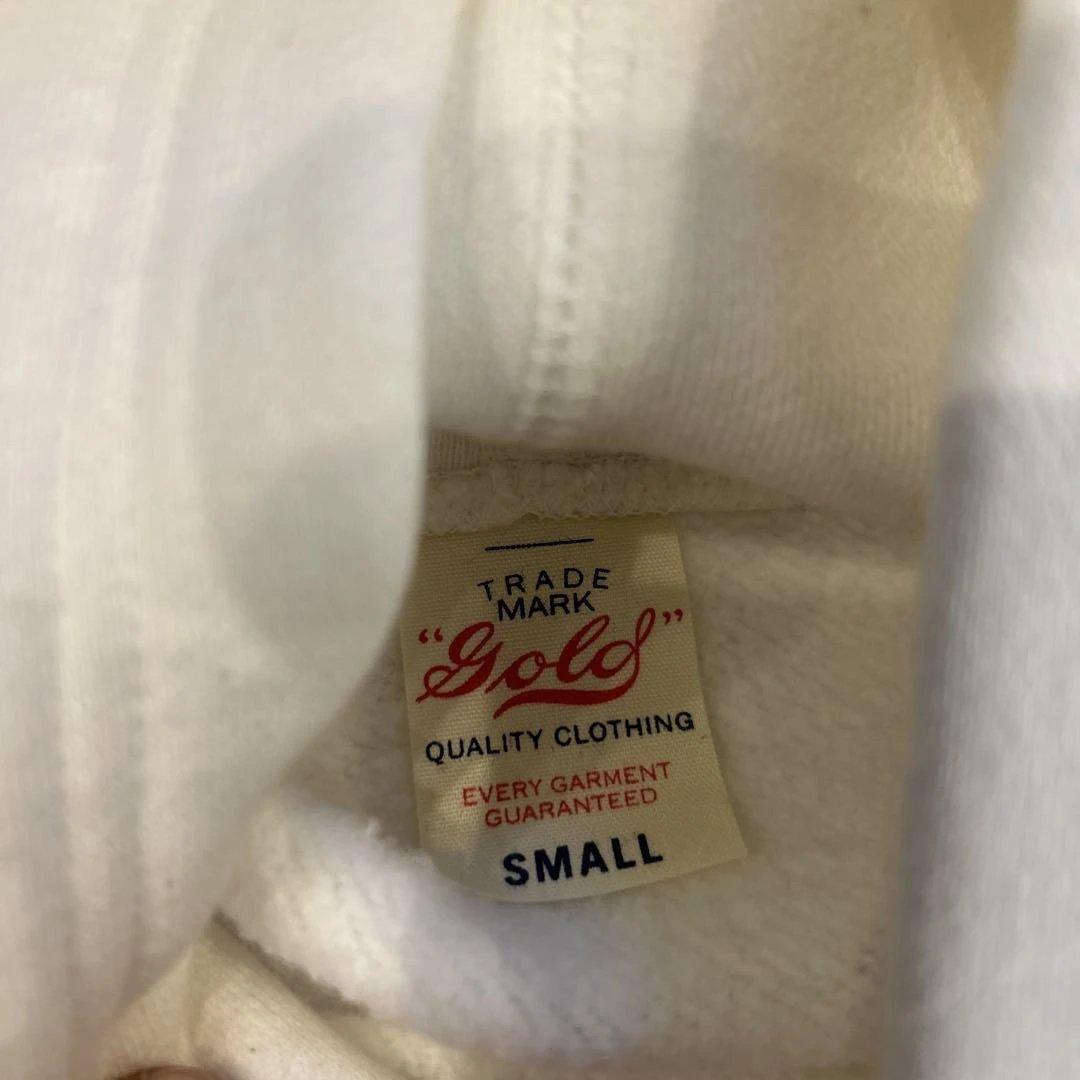 TRADE
MARK
"Gold"
QUALITY CLOTHING
EVERY GARMENT
GUARANTEED
SMALL